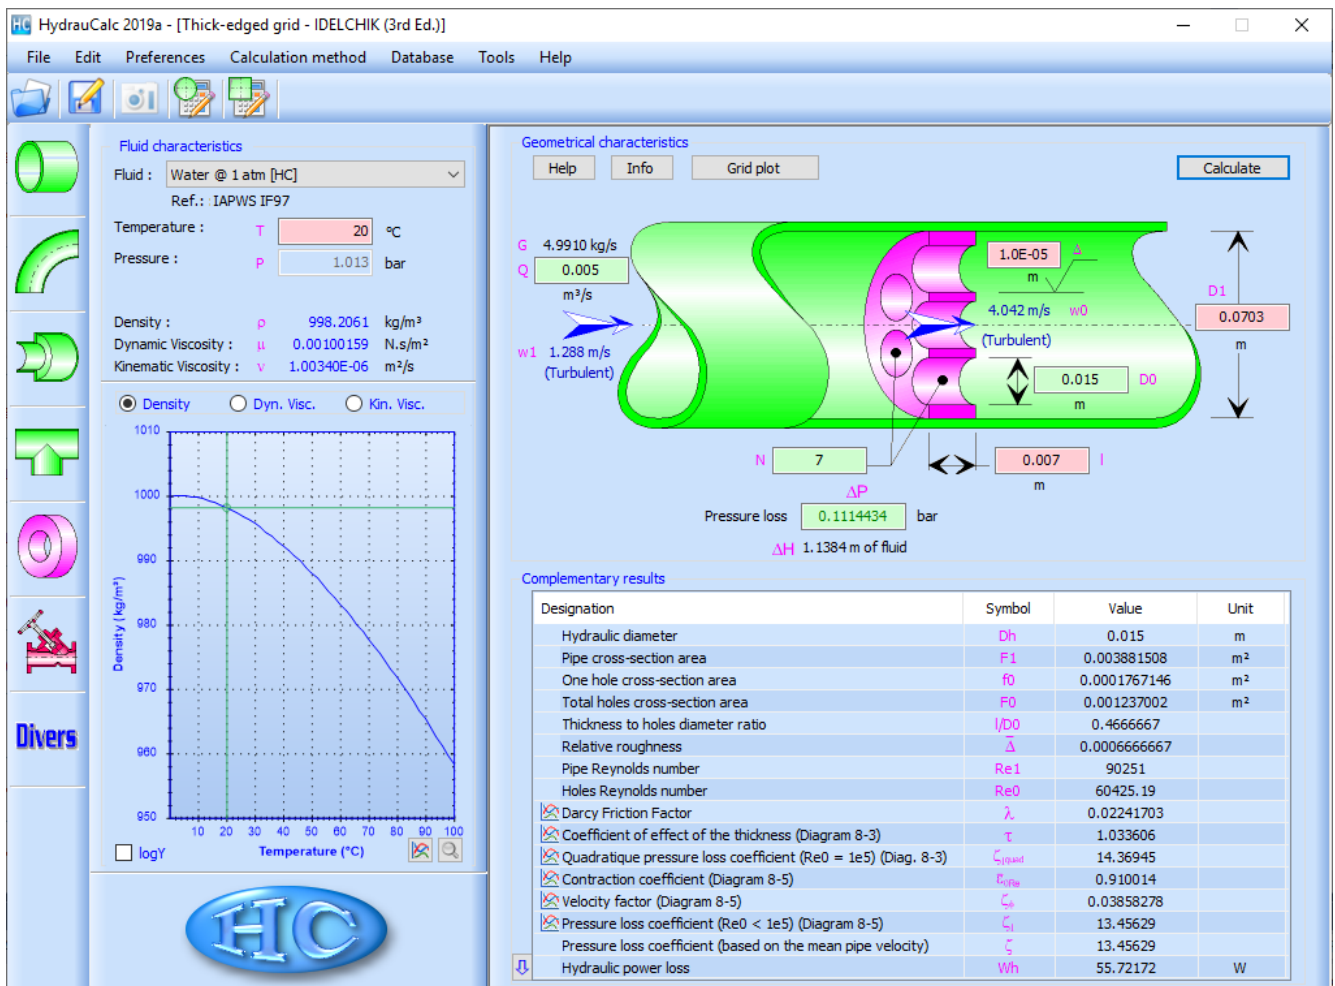 HC HydrauCalc 2019a - [Thick-edged grid - IDELCHIK (3rd Ed.)]
File Edit Preferences Calculation method Database Tools Help
Fluid characteristics
Fluid : Water @ 1 atm [HC]
Ref.: IAPWS IF97
Temperature : T 20 ºC
Pressure : P 1.013 bar
Density : ρ 998.2061 kg/m³
Dynamic Viscosity : μ 0.00100159 N.s/m²
Kinematic Viscosity : ν 1.00340E-06 m²/s
Density Dyn. Visc. Kin. Visc.
1010
1000
990
980
970
960
950
Density (kg/m³)
10 20 30 40 50 60 70 80 90 100
logY Temperature (°C)
Divers
HC
Geometrical characteristics
Help Info Grid plot Calculate
G 4.9910 kg/s
Q 0.005
m³/s
w1 1.288 m/s
(Turbulent)
1.0E-05 Δ
m
4.042 m/s w0
(Turbulent)
D1
0.0703
m
0.015 D0
m
N 7
0.007 l
m
ΔP
Pressure loss 0.1114434 bar
ΔH 1.1384 m of fluid
Complementary results
Designation Symbol Value Unit
Hydraulic diameter Dh 0.015 m
Pipe cross-section area F1 0.003881508 m²
One hole cross-section area f0 0.0001767146 m²
Total holes cross-section area F0 0.001237002 m²
Thickness to holes diameter ratio l/D0 0.4666667
Relative roughness Δ̅ 0.0006666667
Pipe Reynolds number Re1 90251
Holes Reynolds number Re0 60425.19
Darcy Friction Factor λ 0.02241703
Coefficient of effect of the thickness (Diagram 8-3) τ 1.033606
Quadratique pressure loss coefficient (Re0 = 1e5) (Diag. 8-3) ζ1quad 14.36945
Contraction coefficient (Diagram 8-5) 0.910014
Velocity factor (Diagram 8-5) ζφ 0.03858278
Pressure loss coefficient (Re0 < 1e5) (Diagram 8-5) ζ1 13.45629
Pressure loss coefficient (based on the mean pipe velocity) ζ 13.45629
Hydraulic power loss Wh 55.72172 W